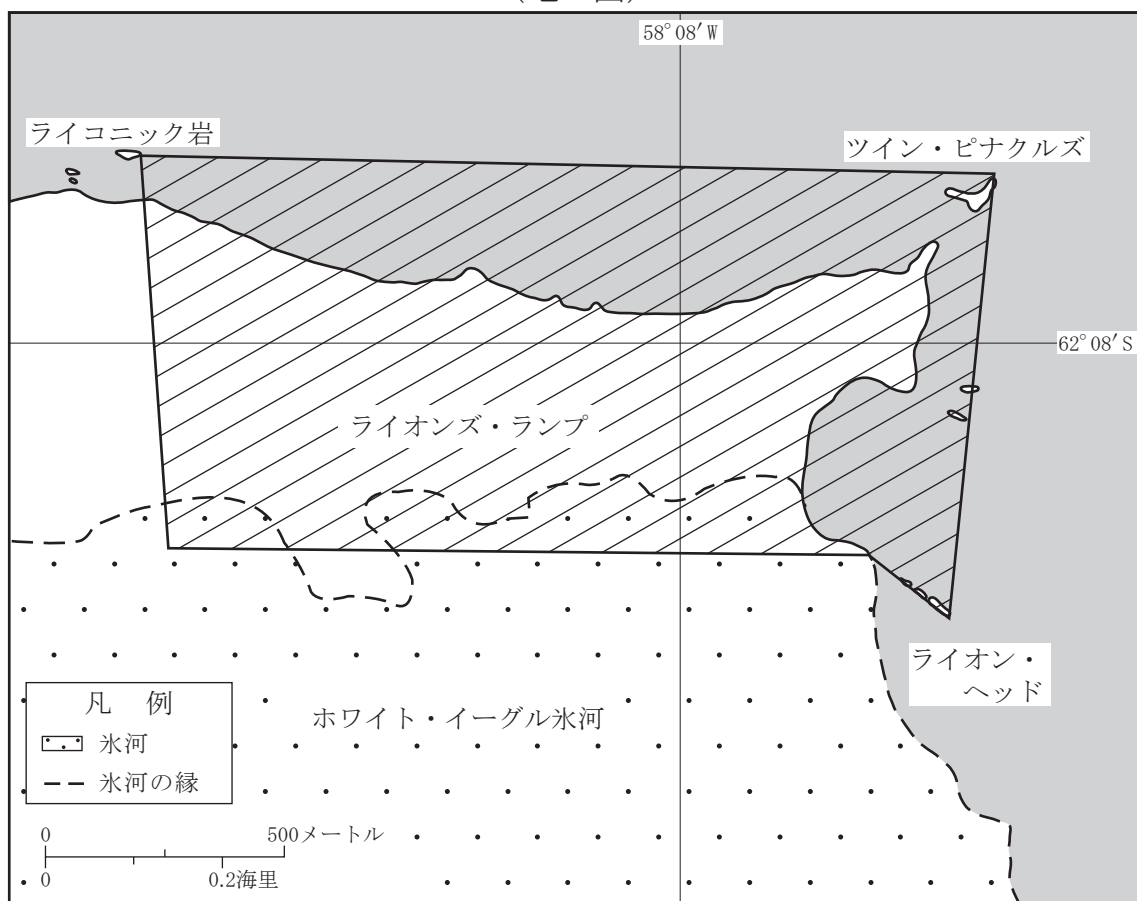 58°08′W
ライコニック岩
ツイン・ピナクルズ
62°08′S
ライオンズ・ランプ
ライオン・
ヘッド
ホワイト・イーグル氷河
凡 例
氷河
氷河の縁
0 500メートル
0 0.2海里